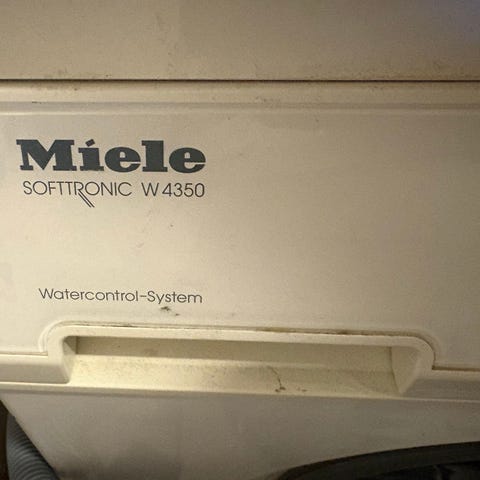 Miele
SOFTTRONIC W 4350
Watercontrol-System